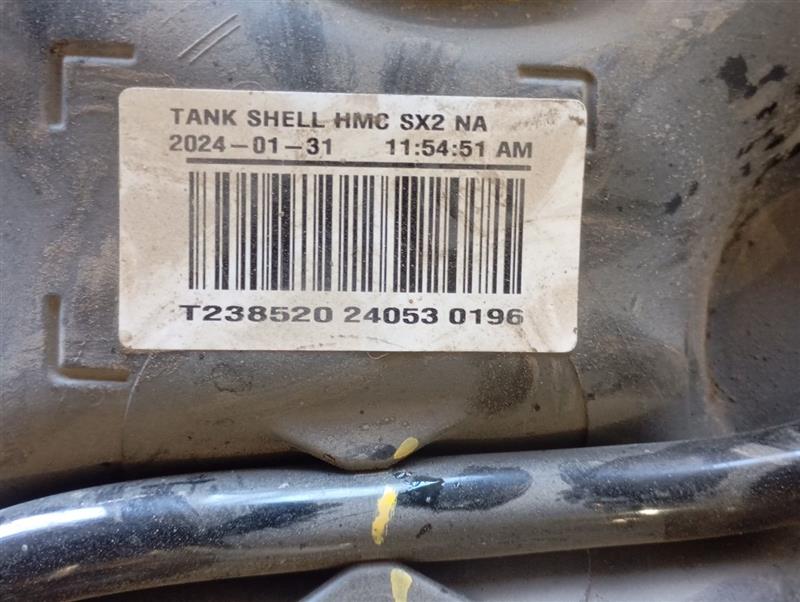 TANK SHELL HMC SX2 NA
2024-01-31 11:54:51 AM
T238520 24053 0196